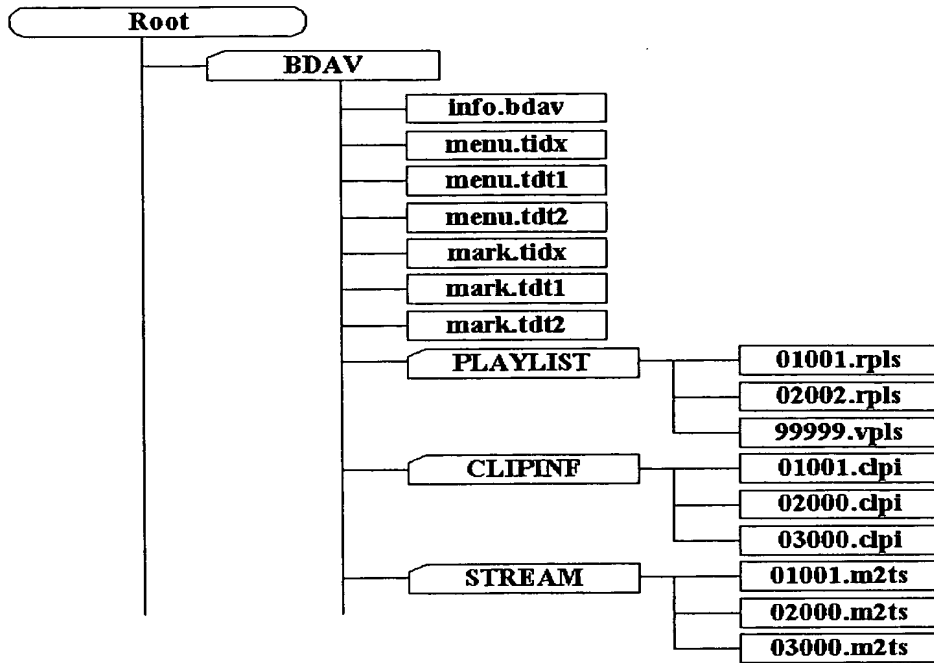 Root
BDAV
info.bdav
menu.tidx
menu.tdt1
menu.tdt2
mark.tidx
mark.tdt1
mark.tdt2
PLAYLIST
01001.rpls
02002.rpls
99999.vpls
CLIPINF
01001.clpi
02000.clpi
03000.clpi
STREAM
01001.m2ts
02000.m2ts
03000.m2ts